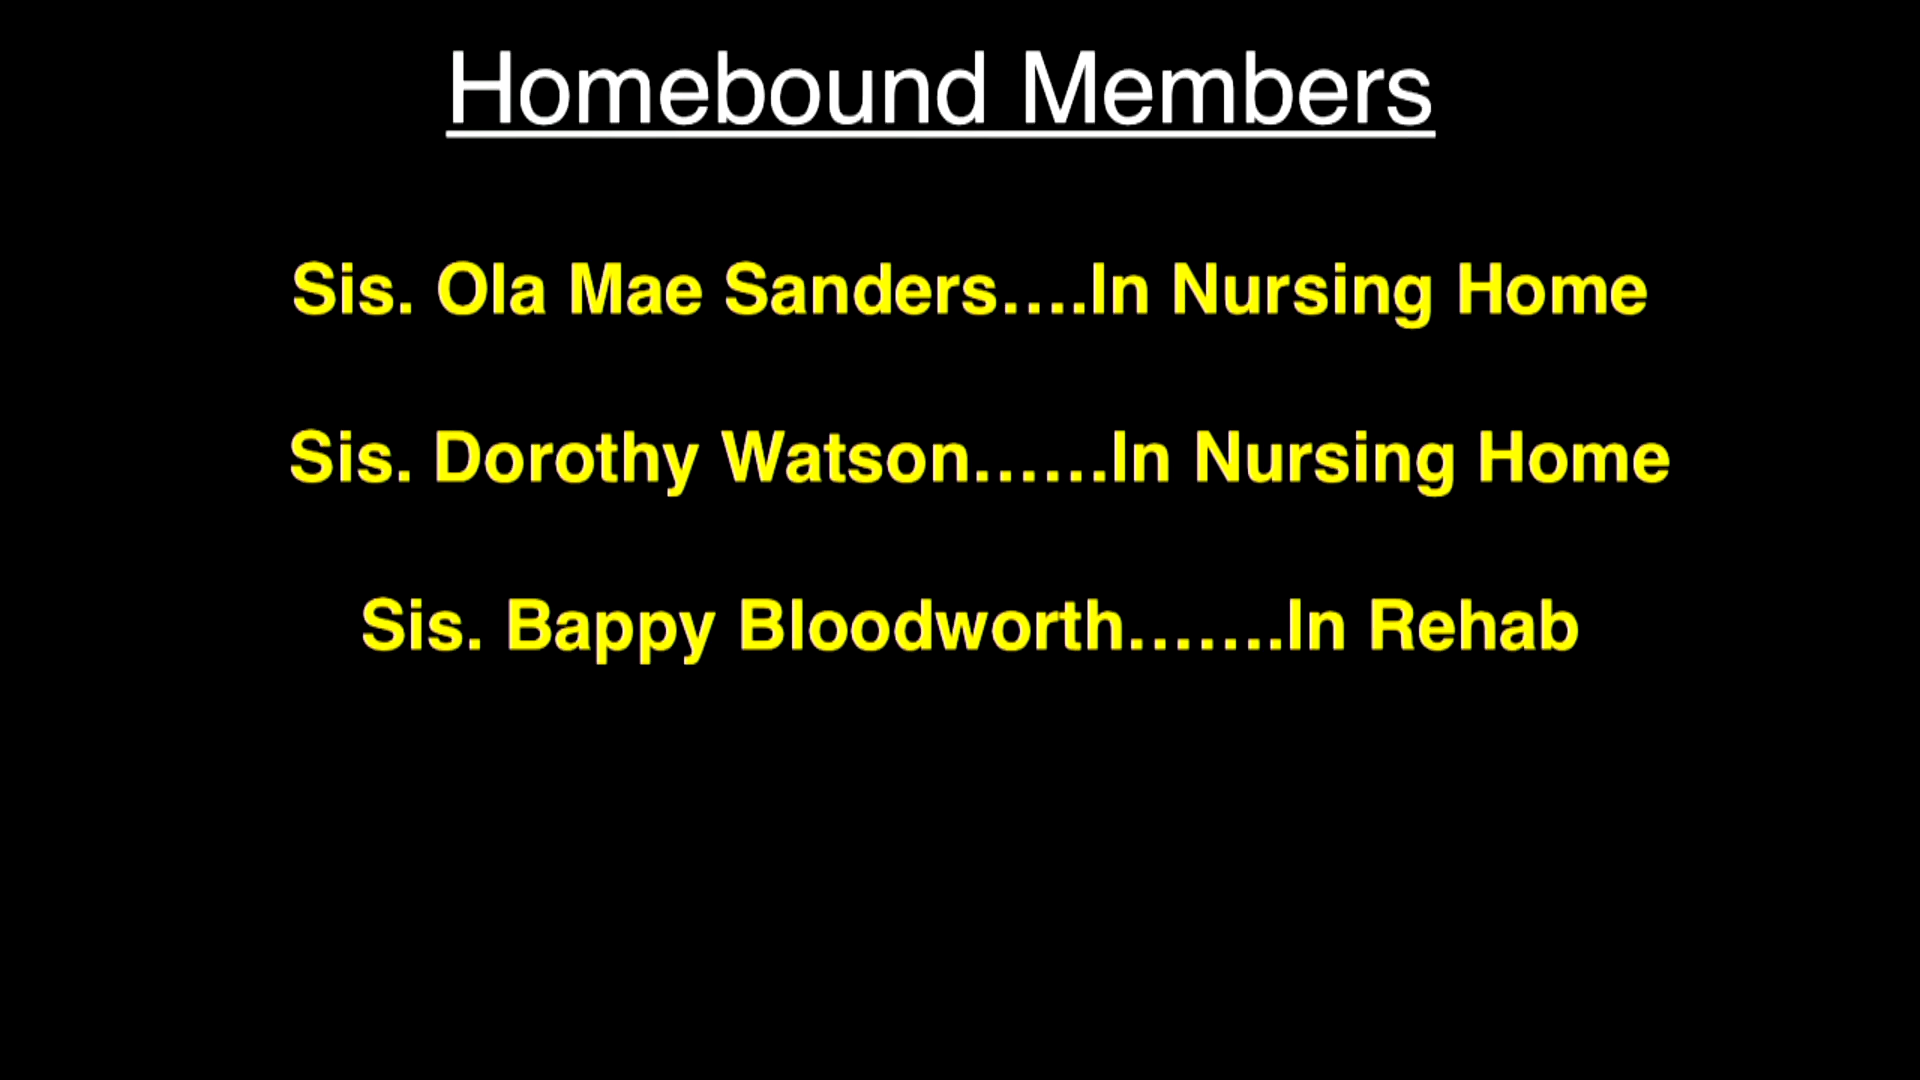 Homebound Members
Sis. Ola Mae Sanders....In Nursing Home
Sis. Dorothy Watson......In Nursing Home
Sis. Bappy Bloodworth.......In Rehab